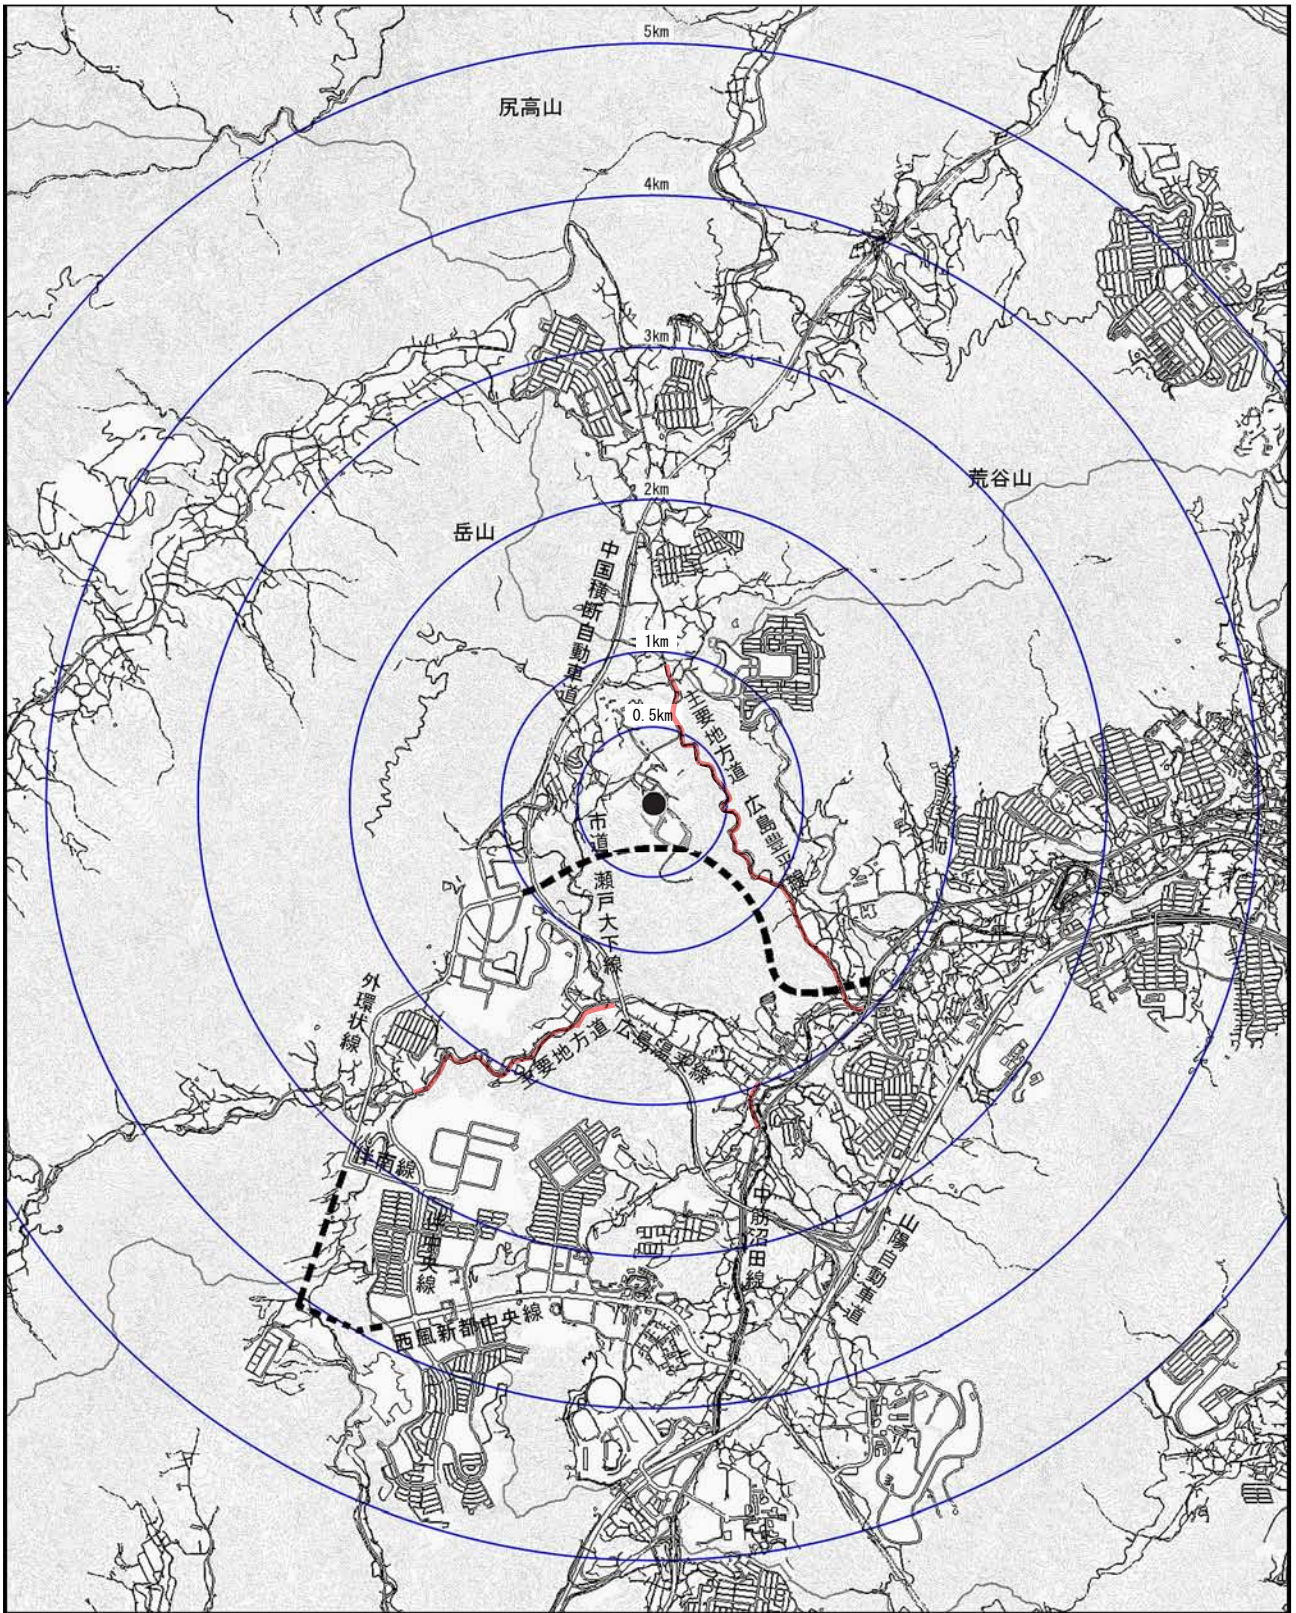 5km
尻高山
4km
3km
荒谷山
2km
岳山
中国横断自動車道
1km
主要地方道
0.5km
広島豊平線
市道
瀬戸大下線
外環状線
主要地方道
広島湯来線
伴南線
伴中央線
中筋沼田線
山陽自動車道
西風新都中央線